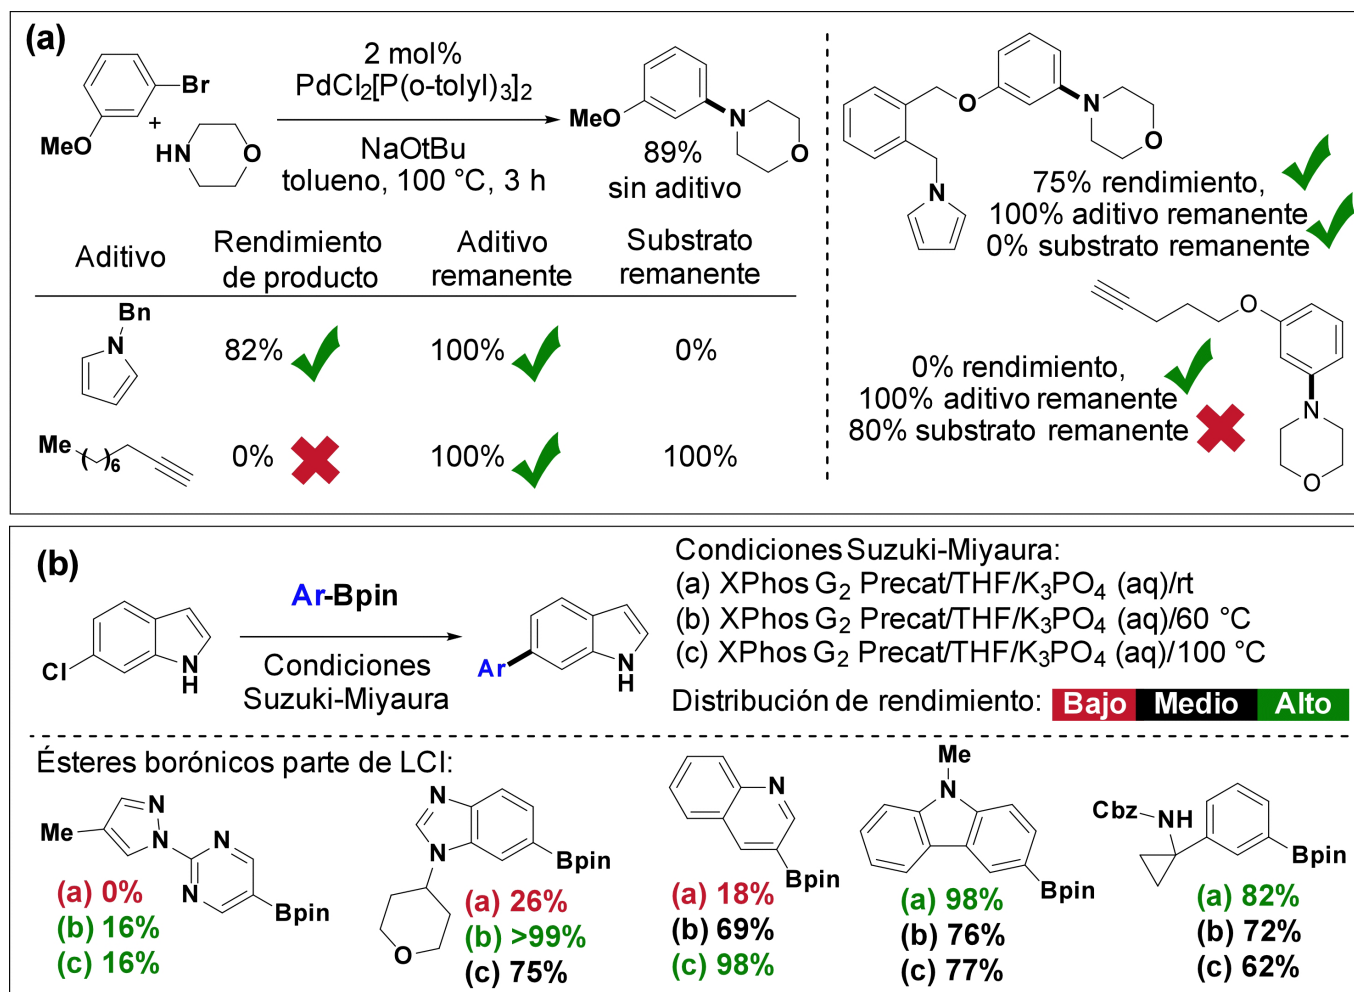 (a)
Br
MeO
+
HN
O
2 mol%
PdCl2[P(o-tolyl)3]2
NaOtBu
tolueno, 100 °C, 3 h
MeO
N
O
89%
sin aditivo
Aditivo
Rendimiento
de producto
Aditivo
remanente
Substrato
remanente
Bn
N
82%
100%
0%
Me
( )6
0%
100%
100%
O
N
O
N
75% rendimiento,
100% aditivo remanente
0% substrato remanente
O
N
O
0% rendimiento,
100% aditivo remanente
80% substrato remanente
(b)
Cl
N
H
Ar-Bpin
Condiciones
Suzuki-Miyaura
Ar
N
H
Condiciones Suzuki-Miyaura:
(a) XPhos G2 Precat/THF/K3PO4 (aq)/rt
(b) XPhos G2 Precat/THF/K3PO4 (aq)/60 °C
(c) XPhos G2 Precat/THF/K3PO4 (aq)/100 °C
Distribución de rendimiento: Bajo Medio Alto
Ésteres borónicos parte de LCI:
Me
N
N
N
N
Bpin
(a) 0%
(b) 16%
(c) 16%
N
N
O
Bpin
(a) 26%
(b) >99%
(c) 75%
N
Bpin
(a) 18%
(b) 69%
(c) 98%
Me
N
Bpin
(a) 98%
(b) 76%
(c) 77%
Cbz
NH
1
Bpin
(a) 82%
(b) 72%
(c) 62%